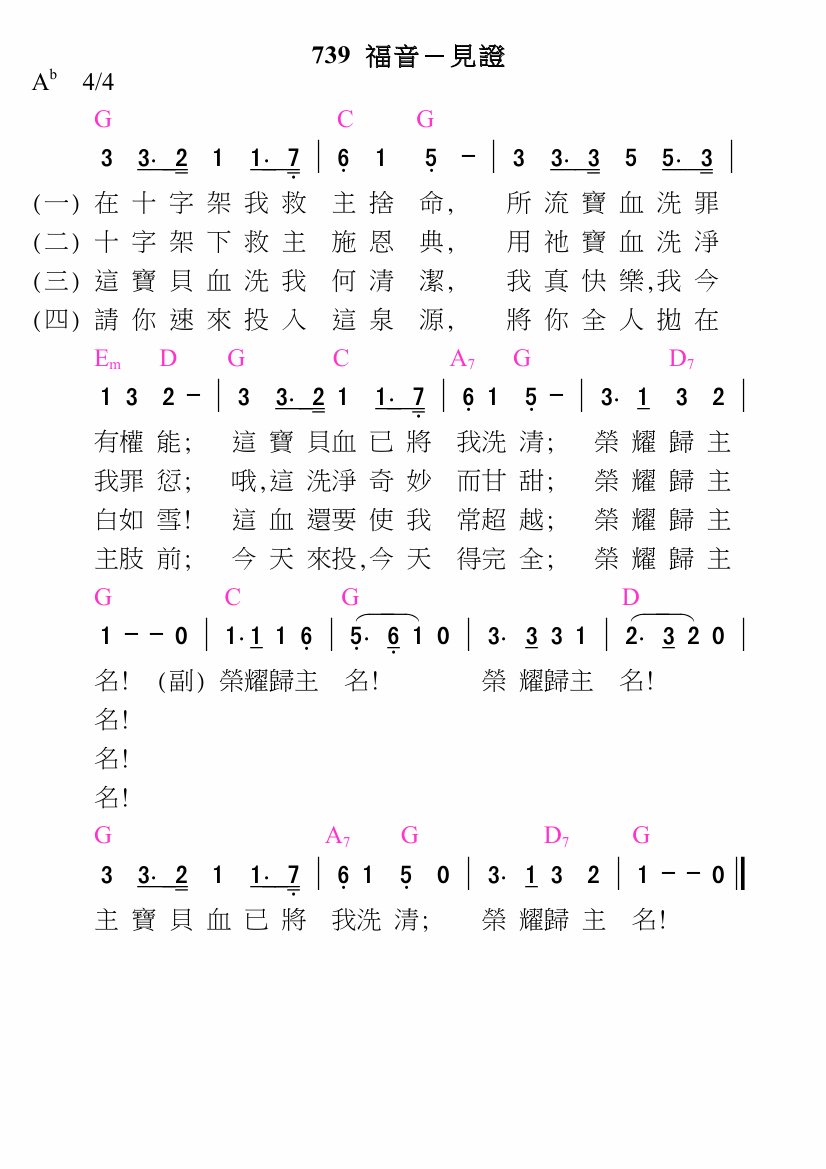 739 福音－見證
A♭ 4/4
G C G
3 3. 2 1 1. 7 | 6 1 5 － | 3 3. 3 5 5. 3 |
(一) 在十字架我救 主捨 命, 所流寶血洗罪
(二) 十字架下救主 施恩 典, 用祂寶血洗淨
(三) 這寶貝血洗我 何清 潔, 我真快樂,我今
(四) 請你速來投入 這泉 源, 將你全人拋在
Em D G C A7 G D7
1 3 2 － | 3 3. 2 1 1. 7 | 6 1 5 － | 3. 1 3 2 |
有權能; 這寶貝血已將 我洗清; 榮耀歸主
我罪愆; 哦,這洗淨奇妙 而甘甜; 榮耀歸主
白如雪! 這血還要使我 常超越; 榮耀歸主
主肢前; 今天來投,今天 得完全; 榮耀歸主
G C G D
1 － － 0 | 1. 1 1 6 | 5. 6 1 0 | 3. 3 3 1 | 2. 3 2 0 |
名! (副) 榮耀歸主 名! 榮耀歸主 名!
名!
名!
名!
G A7 G D7 G
3 3. 2 1 1. 7 | 6 1 5 0 | 3. 1 3 2 | 1 － － 0 ‖
主寶貝血已將 我洗清; 榮耀歸主 名!